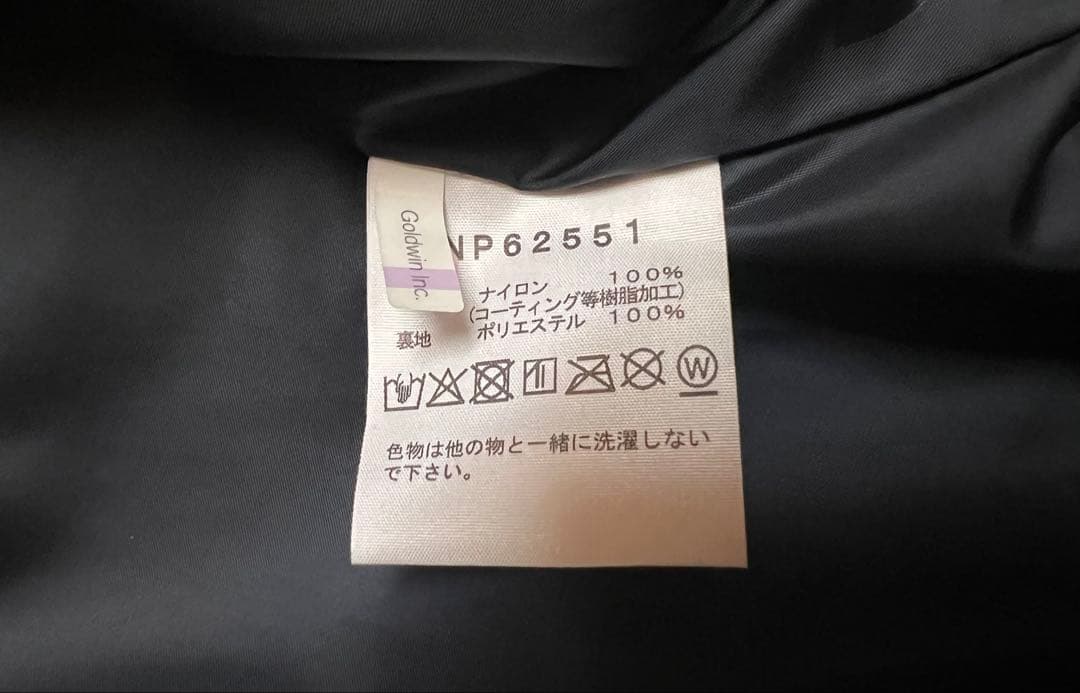 Goldwin Inc.
NP62551
ナイロン 100%
(コーティング等樹脂加工)
裏地 ポリエステル 100%
W
色物は他の物と一緒に洗濯しない
で下さい。